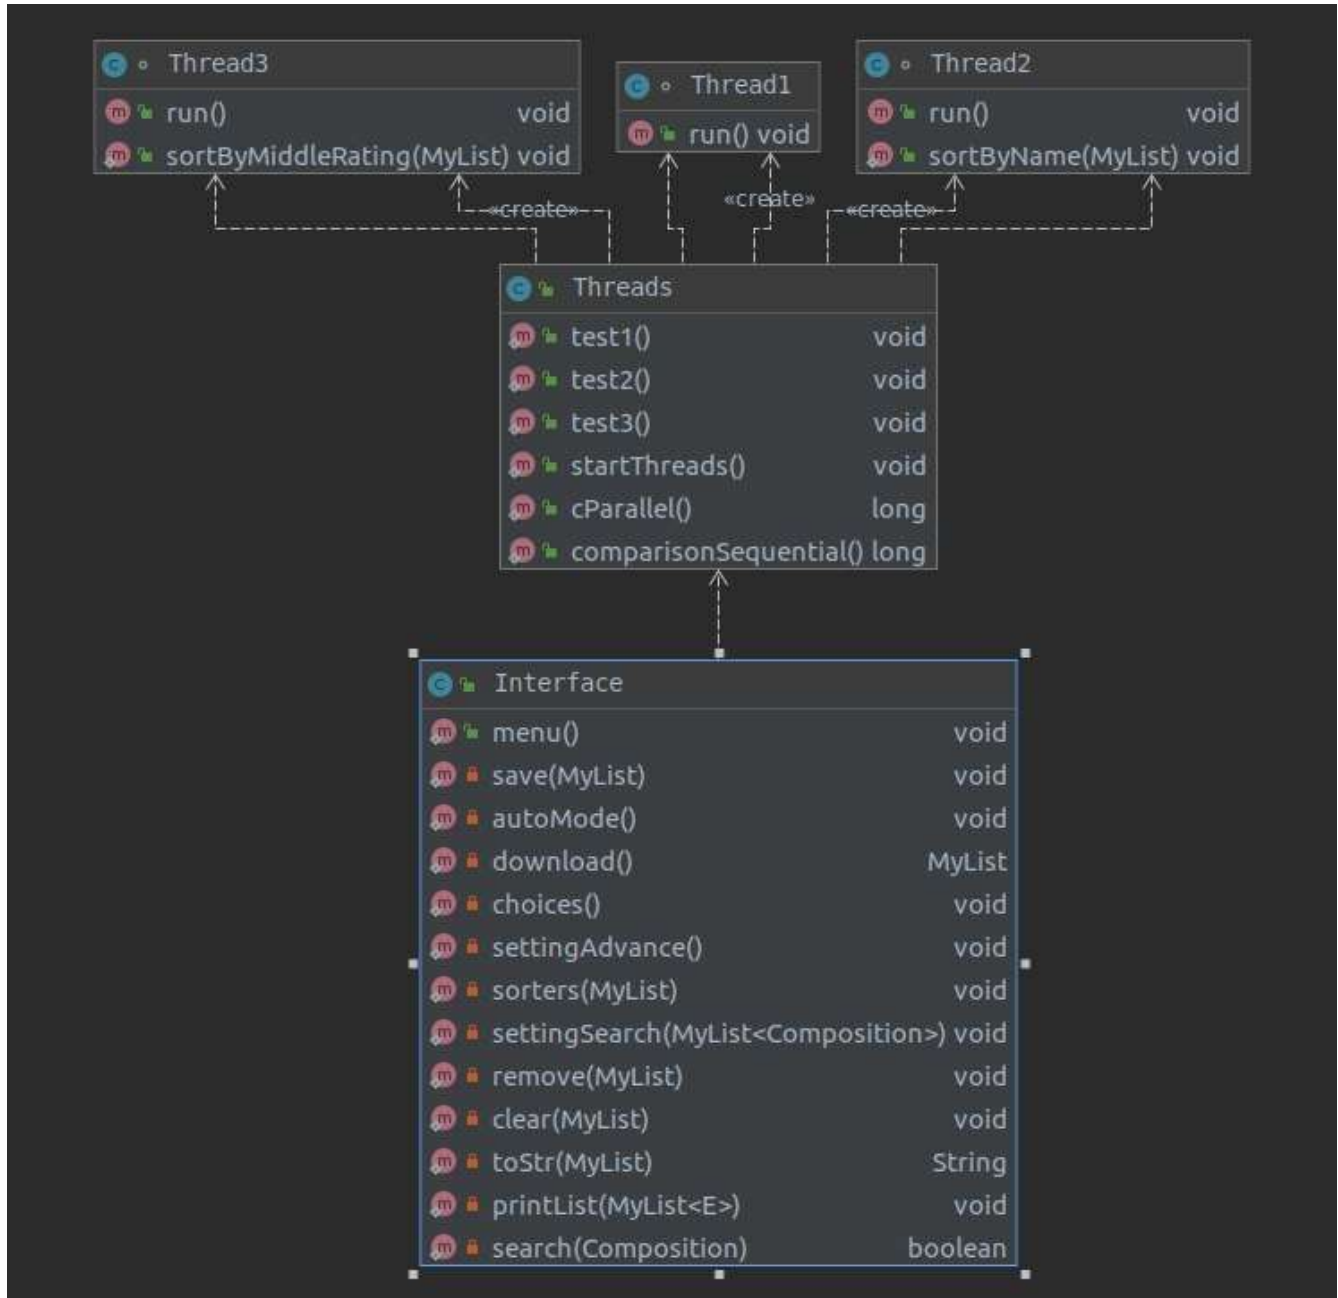 Thread3
run() void
sortByMiddleRating(MyList) void
Thread1
run() void
Thread2
run() void
sortByName(MyList) void
«create»
«create»
«create»
Threads
test1() void
test2() void
test3() void
startThreads() void
cParallel() long
comparisonSequential() long
Interface
menu() void
save(MyList) void
autoMode() void
download() MyList
choices() void
settingAdvance() void
sorters(MyList) void
settingSearch(MyList<Composition>) void
remove(MyList) void
clear(MyList) void
toStr(MyList) String
printList(MyList<E>) void
search(Composition) boolean